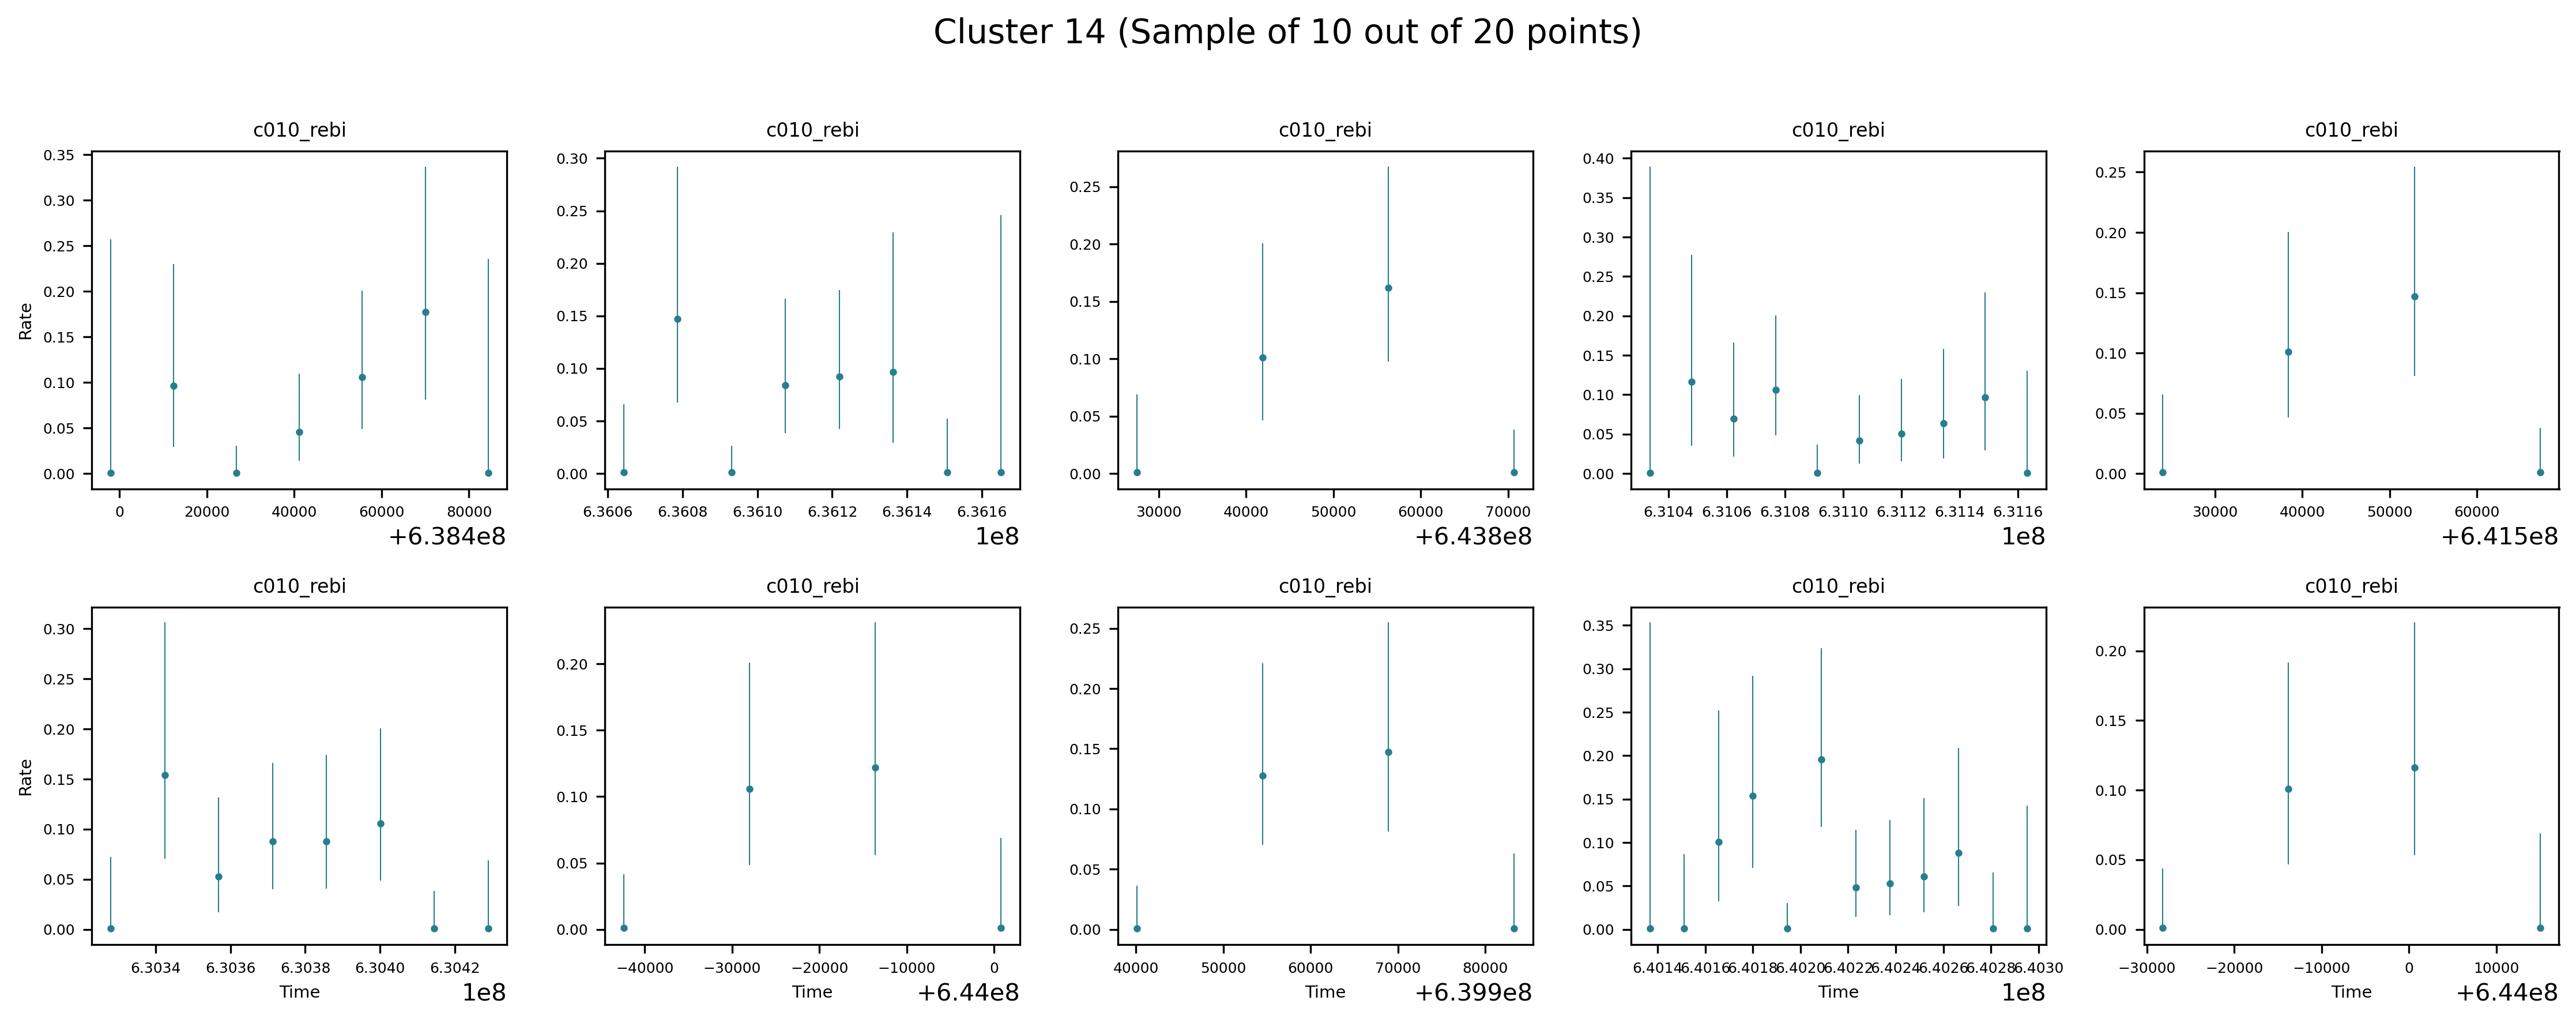 Cluster 14 (Sample of 10 out of 20 points)
c010_rebi c010_rebi c010_rebi c010_rebi c010_rebi
Rate
0.35 0.30 0.25 0.20 0.15 0.10 0.05 0.00
0 20000 40000 60000 80000
+6.384e8
0.30 0.25 0.20 0.15 0.10 0.05 0.00
6.3606 6.3608 6.3610 6.3612 6.3614 6.3616
1e8
0.25 0.20 0.15 0.10 0.05 0.00
30000 40000 50000 60000 70000
+6.438e8
0.40 0.35 0.30 0.25 0.20 0.15 0.10 0.05 0.00
6.3104 6.3106 6.3108 6.3110 6.3112 6.3114 6.3116
1e8
0.25 0.20 0.15 0.10 0.05 0.00
30000 40000 50000 60000
+6.415e8
c010_rebi c010_rebi c010_rebi c010_rebi c010_rebi
Rate
0.30 0.25 0.20 0.15 0.10 0.05 0.00
6.3034 6.3036 6.3038 6.3040 6.3042
Time 1e8
0.20 0.15 0.10 0.05 0.00
−40000 −30000 −20000 −10000 0
Time +6.44e8
0.25 0.20 0.15 0.10 0.05 0.00
40000 50000 60000 70000 80000
Time +6.399e8
0.35 0.30 0.25 0.20 0.15 0.10 0.05 0.00
6.4014 6.4016 6.4018 6.4020 6.4022 6.4024 6.4026 6.4028 6.4030
Time 1e8
0.20 0.15 0.10 0.05 0.00
−30000 −20000 −10000 0 10000
Time +6.44e8